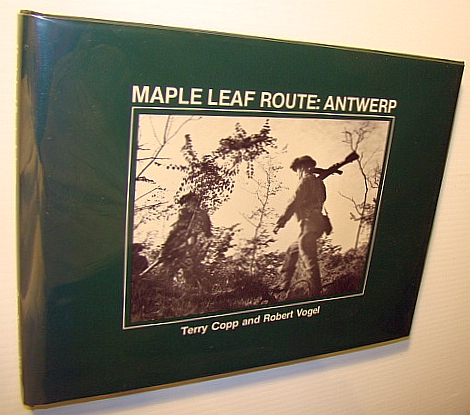 MAPLE LEAF ROUTE: ANTWERP
Terry Copp and Robert Vogel